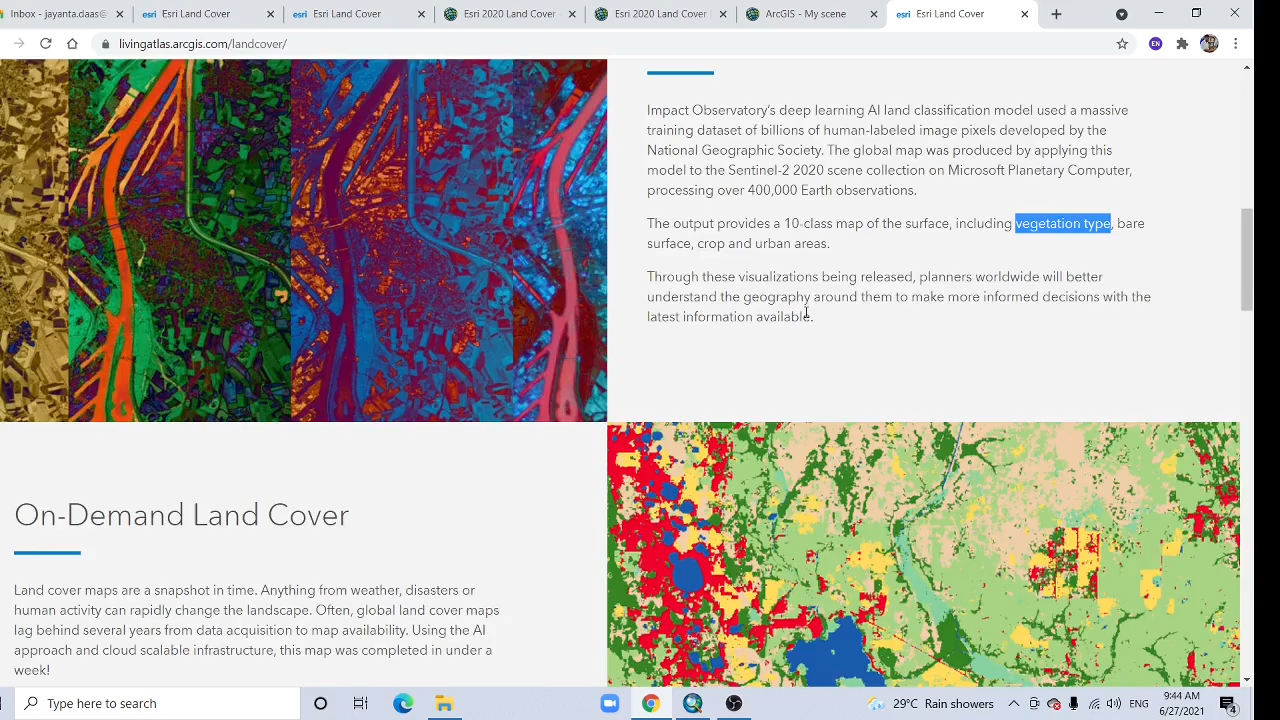 Inbox - jayanta.das@
esri Esri Land Cover
esri Esri Land Cover
Esri 2020 Land Cover
Esri 2020 Land Cover
ArcGIS - My scene
esri Esri Land Cover
livingatlas.arcgis.com/landcover/
EN
Impact Observatory's deep learning AI land classification model used a massive
training dataset of billions of human-labeled image pixels developed by the
National Geographic Society. The global map was produced by applying this
model to the Sentinel-2 2020 scene collection on Microsoft Planetary Computer,
processing over 400,000 Earth observations.
The output provides a 10-class map of the surface, including vegetation type, bare
surface, crop and urban areas.
Through these visualizations being released, planners worldwide will better
understand the geography around them to make more informed decisions with the
latest information available.
On-Demand Land Cover
Land cover maps are a snapshot in time. Anything from weather, disasters or
human activity can rapidly change the landscape. Often, global land cover maps
lag behind several years from data acquisition to map availability. Using the AI
approach and cloud scalable infrastructure, this map was completed in under a
week!
Type here to search
29°C Rain showers
ENG
9:44 AM
6/27/2021
4